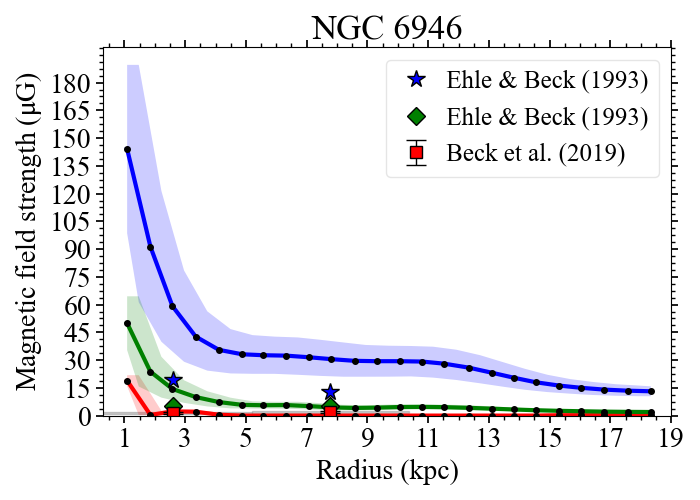 NGC 6946
Magnetic field strength (μG)
180
165
150
135
120
105
90
75
60
45
30
15
0
Ehle & Beck (1993)
Ehle & Beck (1993)
Beck et al. (2019)
1 3 5 7 9 11 13 15 17 19
Radius (kpc)